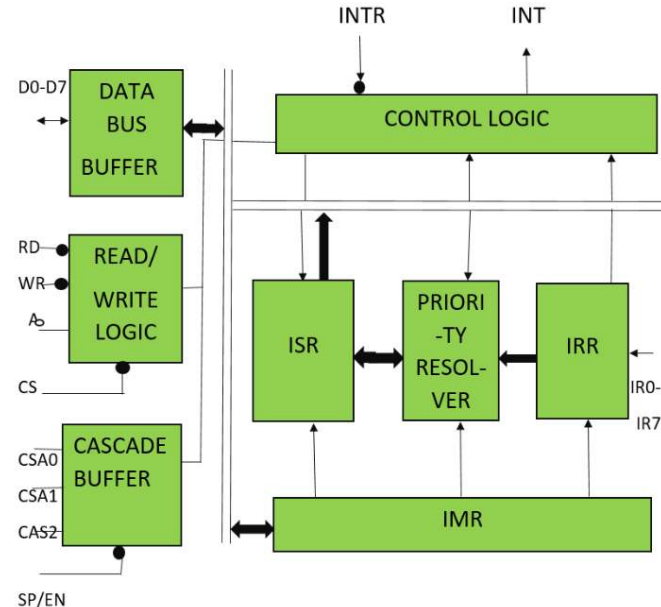 INTR
INT
D0-D7
DATA
BUS
BUFFER
CONTROL LOGIC
RD
WR
A0
CS
READ/
WRITE
LOGIC
ISR
PRIORI
-TY
RESOL-
VER
IRR
IR0-
IR7
CSA0
CSA1
CAS2
CASCADE
BUFFER
IMR
SP/EN